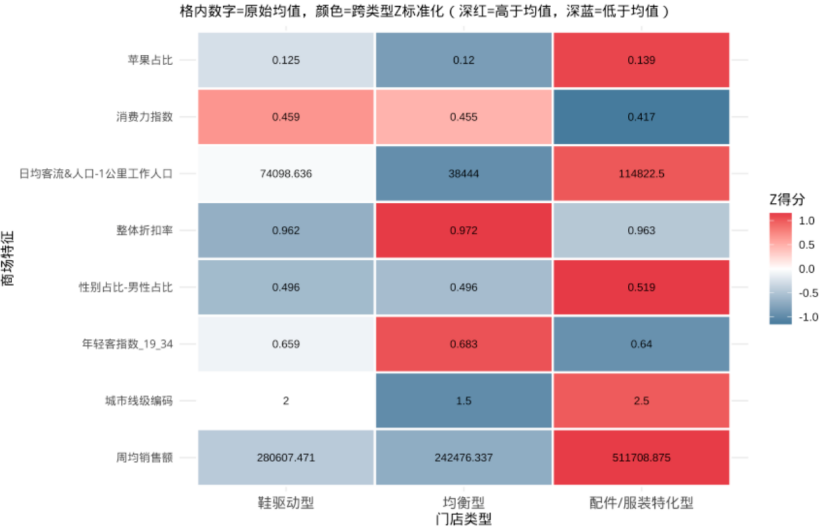 格内数字=原始均值，颜色=跨类型Z标准化（深红=高于均值，深蓝=低于均值）
苹果占比 0.125 0.12 0.139
消费力指数 0.459 0.455 0.417
日均客流&人口-1公里工作人口 74098.636 38444 114822.5
整体折扣率 0.962 0.972 0.963
性别占比-男性占比 0.496 0.496 0.519
年轻客指数_19_34 0.659 0.683 0.64
城市线级编码 2 1.5 2.5
周均销售额 280607.471 242476.337 511708.875
鞋驱动型 均衡型 配件/服装特化型
门店类型
商场特征
Z得分
1.0
0.5
0.0
-0.5
-1.0